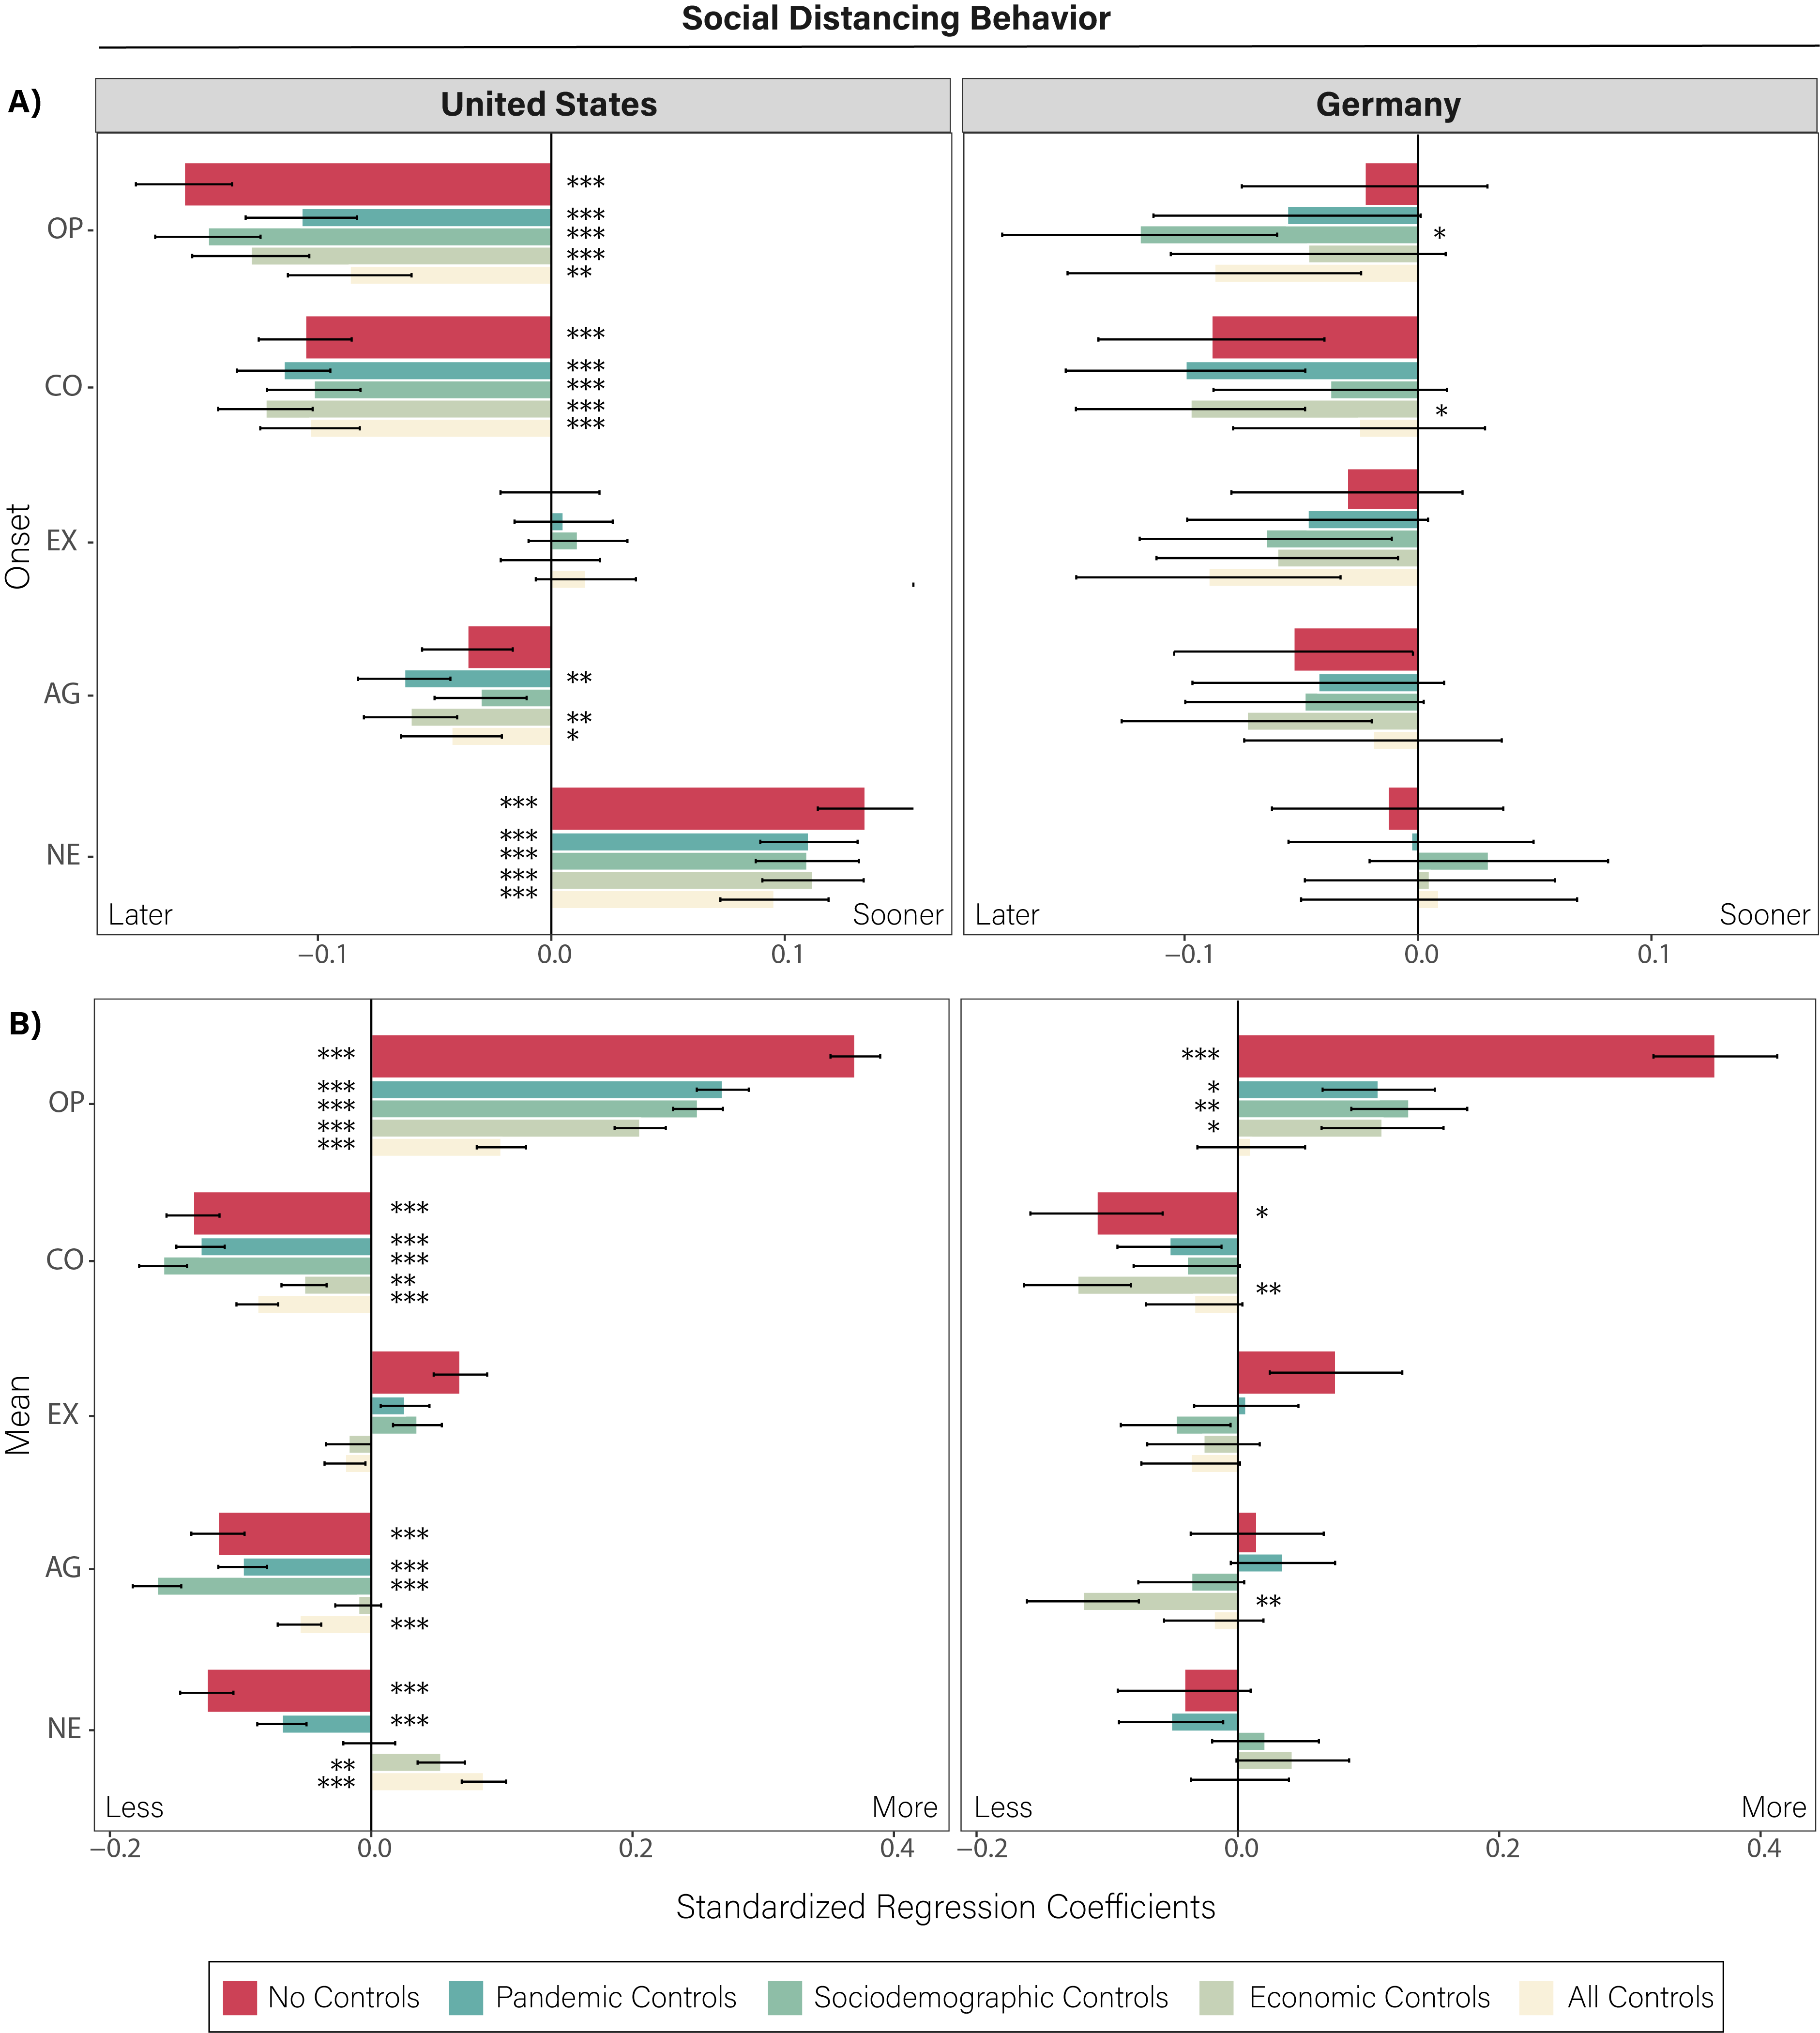 Social Distancing Behavior
A)
United States
Germany
Onset
OP
***
***
***
***
**
*
CO
***
***
***
***
***
*
EX
AG
**
**
*
NE
***
***
***
***
***
Later
Sooner
Later
Sooner
−0.1
0.0
0.1
−0.1
0.0
0.1
B)
Mean
OP
***
***
***
***
***
***
*
**
*
CO
***
***
***
**
***
*
**
EX
AG
***
***
***
***
**
NE
***
***
**
***
Less
More
Less
More
−0.2
0.0
0.2
0.4
−0.2
0.0
0.2
0.4
Standardized Regression Coefficients
No Controls
Pandemic Controls
Sociodemographic Controls
Economic Controls
All Controls